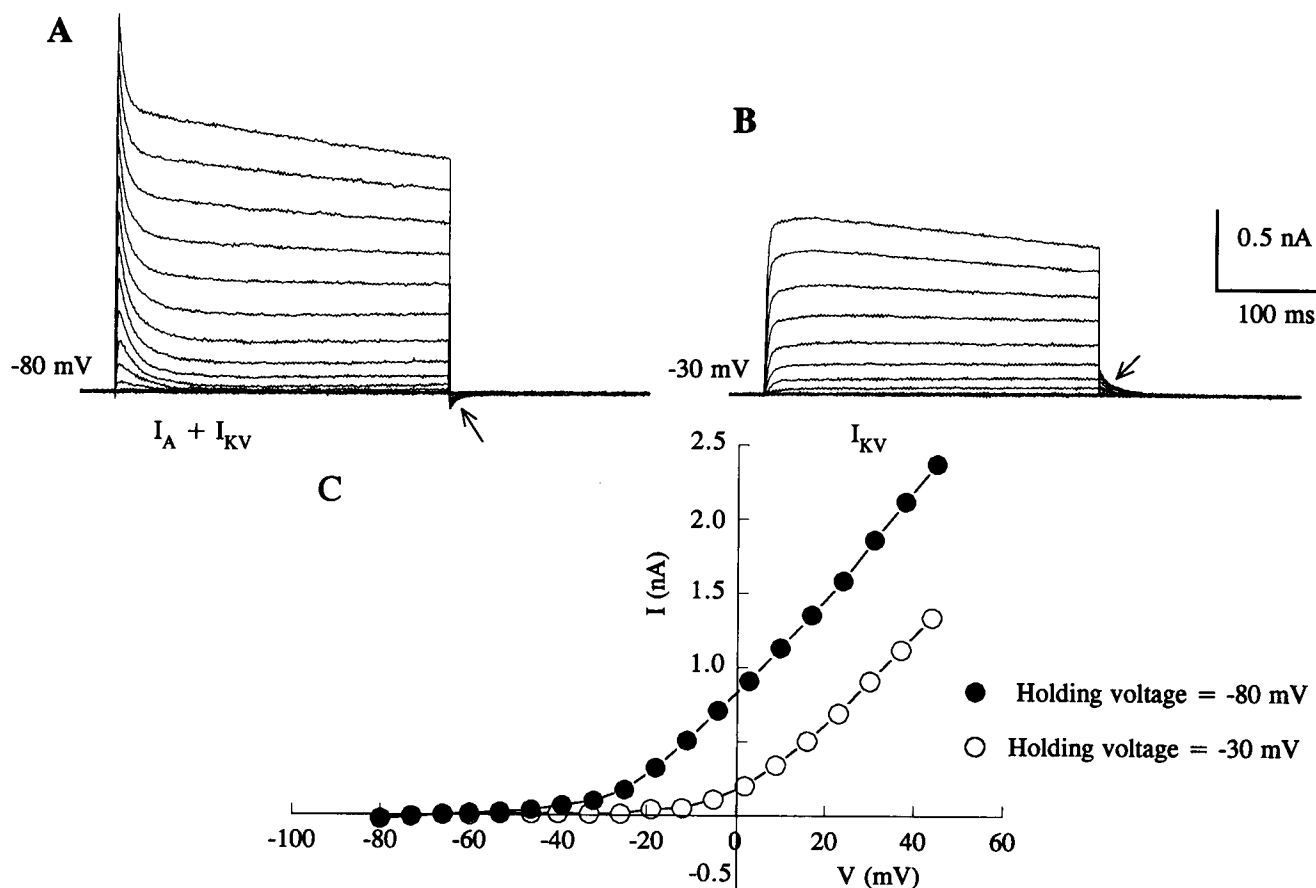 A
-80 mV
I_A + I_KV
B
-30 mV
0.5 nA
100 ms
I_KV
C
2.5
2.0
1.5
1.0
-0.5
I (nA)
-100
-80
-60
-40
-20
0
20
40
60
V (mV)
Holding voltage = -80 mV
Holding voltage = -30 mV